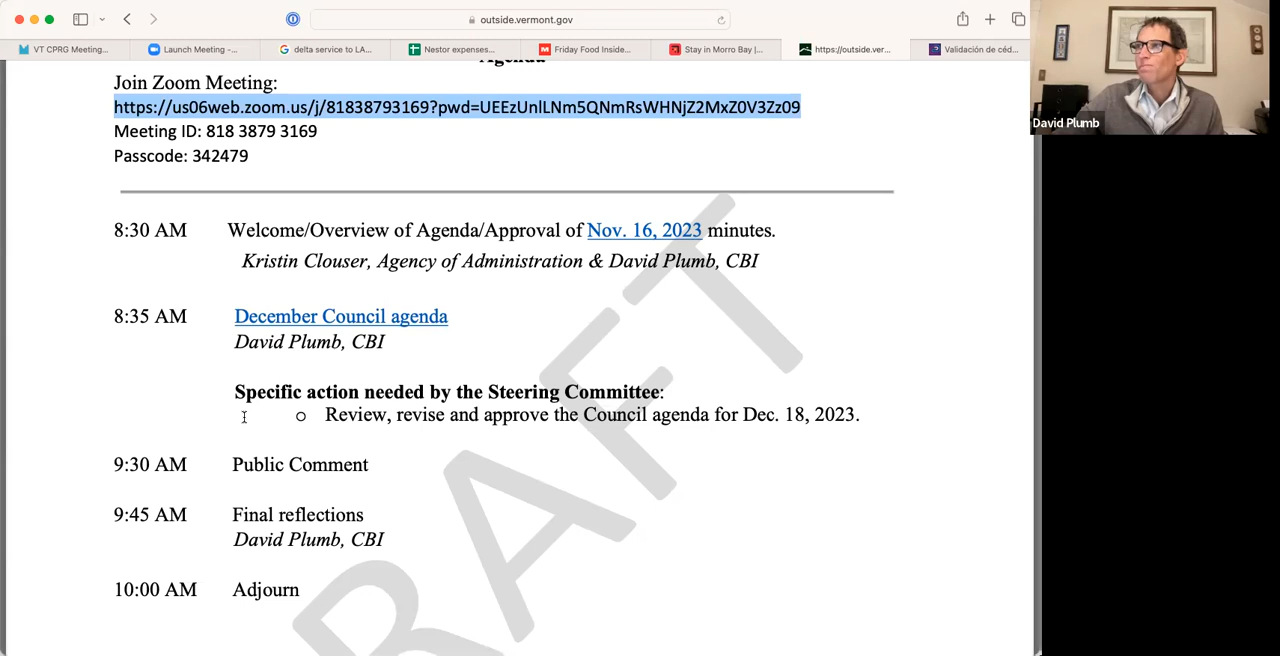 outside.vermont.gov
VT CPRG Meeting...
Launch Meeting -...
delta service to LA...
Nestor expenses...
Friday Food Inside...
Stay in Morro Bay |...
https://outside.ver...
Validación de céd...
Agenda
Join Zoom Meeting:
https://us06web.zoom.us/j/81838793169?pwd=UEEzUnlLNm5QNmRsWHNjZ2MxZ0V3Zz09
Meeting ID: 818 3879 3169
Passcode: 342479
David Plumb
8:30 AM Welcome/Overview of Agenda/Approval of Nov. 16, 2023 minutes.
Kristin Clouser, Agency of Administration & David Plumb, CBI
8:35 AM December Council agenda
David Plumb, CBI
Specific action needed by the Steering Committee:
o Review, revise and approve the Council agenda for Dec. 18, 2023.
9:30 AM Public Comment
9:45 AM Final reflections
David Plumb, CBI
10:00 AM Adjourn
RAFT